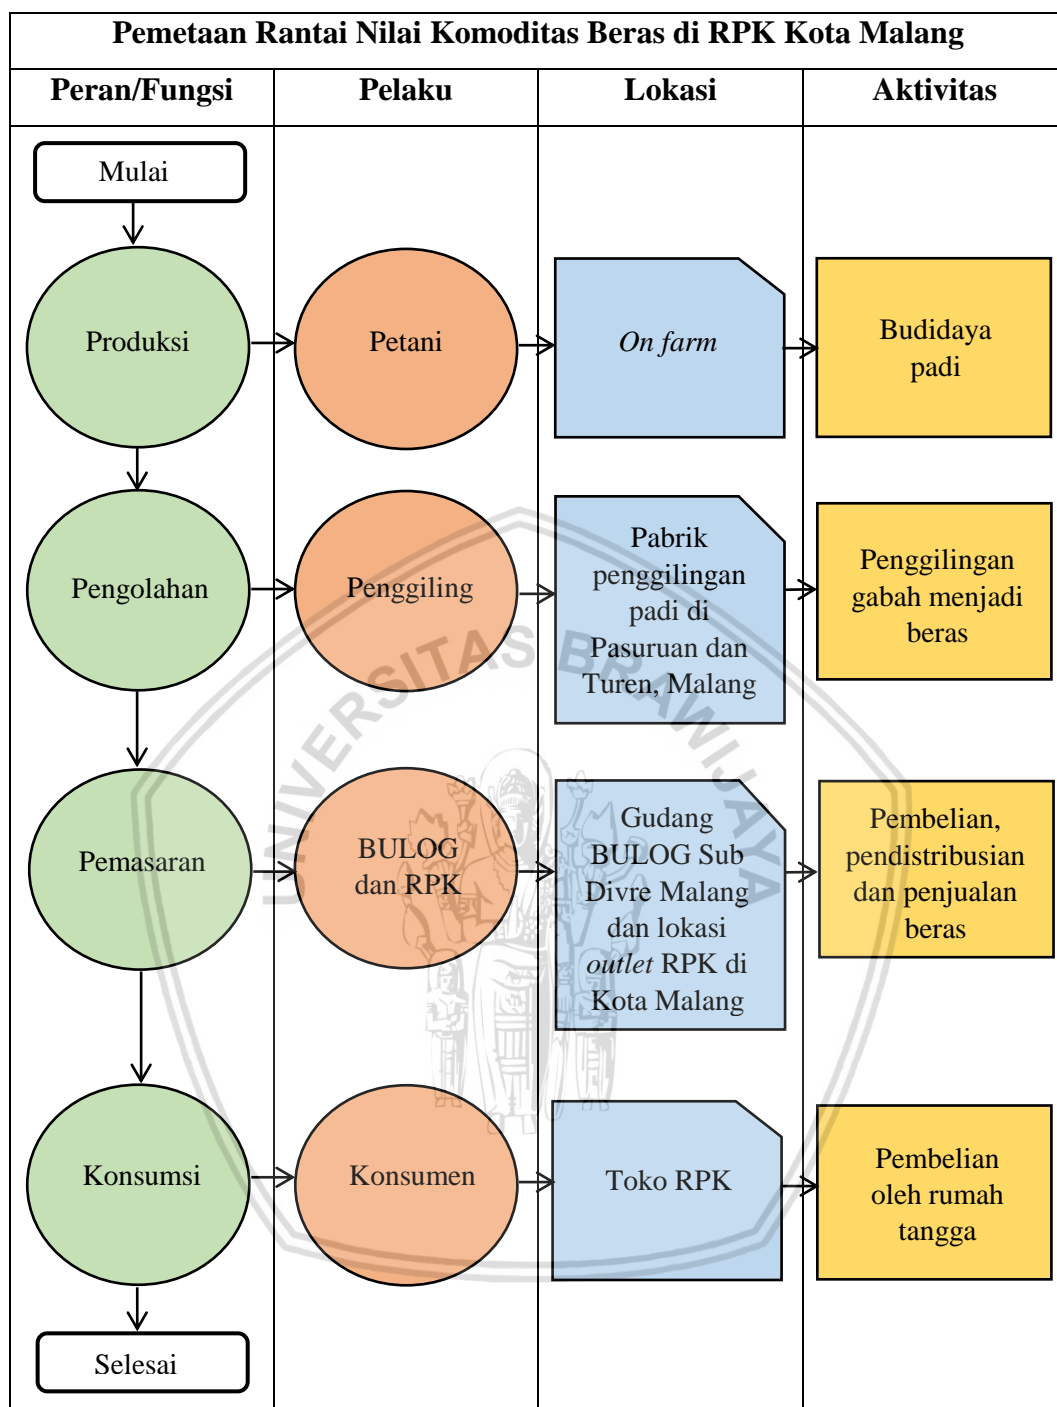 Pemetaan Rantai Nilai Komoditas Beras di RPK Kota Malang
Peran/Fungsi
Pelaku
Lokasi
Aktivitas
Mulai
Produksi
Petani
On farm
Budidaya
padi
Pengolahan
Penggiling
Pabrik
penggilingan
padi di
Pasuruan dan
Turen, Malang
Penggilingan
gabah menjadi
beras
Pemasaran
BULOG
dan RPK
Gudang
BULOG Sub
Divre Malang
dan lokasi
outlet RPK di
Kota Malang
Pembelian,
pendistribusian
dan penjualan
beras
Konsumsi
Konsumen
Toko RPK
Pembelian
oleh rumah
tangga
Selesai
UNIVERSITAS BRAWIJAYA